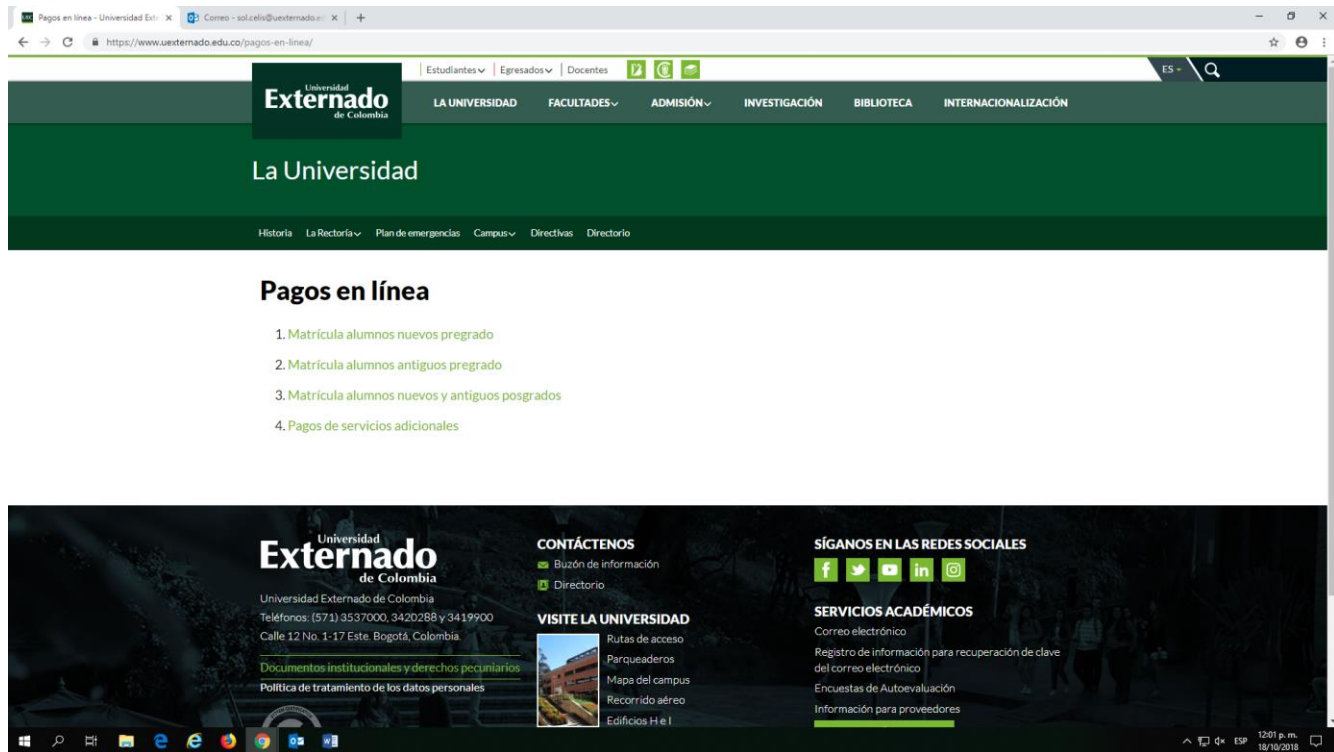 Pagos en línea - Universidad Exte
Correo - sol.celis@uexternado.e
https://www.uexternado.edu.co/pagos-en-linea/
Estudiantes
Egresados
Docentes
ES
Universidad
Externado
de Colombia
LA UNIVERSIDAD
FACULTADES
ADMISIÓN
INVESTIGACIÓN
BIBLIOTECA
INTERNACIONALIZACIÓN
La Universidad
Historia
La Rectoría
Plan de emergencias
Campus
Directivas
Directorio
Pagos en línea
1. Matrícula alumnos nuevos pregrado
2. Matrícula alumnos antiguos pregrado
3. Matrícula alumnos nuevos y antiguos posgrados
4. Pagos de servicios adicionales
Universidad
Externado
de Colombia
Universidad Externado de Colombia
Teléfonos: (571) 3537000, 3420288 y 3419900
Calle 12 No. 1-17 Este. Bogotá, Colombia.
Documentos institucionales y derechos pecuniarios
Política de tratamiento de los datos personales
CONTÁCTENOS
Buzón de información
Directorio
VISITE LA UNIVERSIDAD
Rutas de acceso
Parqueaderos
Mapa del campus
Recorrido aéreo
Edificios H e I
SÍGANOS EN LAS REDES SOCIALES
SERVICIOS ACADÉMICOS
Correo electrónico
Registro de información para recuperación de clave
del correo electrónico
Encuestas de Autoevaluación
Información para proveedores
ESP
12:01 p. m.
18/10/2018